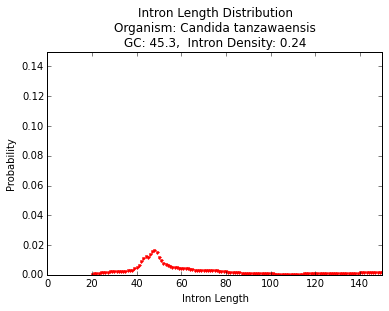 Intron Length Distribution
Organism: Candida tanzawaensis
GC: 45.3,  Intron Density: 0.24
0.14
0.12
0.10
0.08
0.06
0.04
0.02
0.00
Probability
0 20 40 60 80 100 120 140
Intron Length